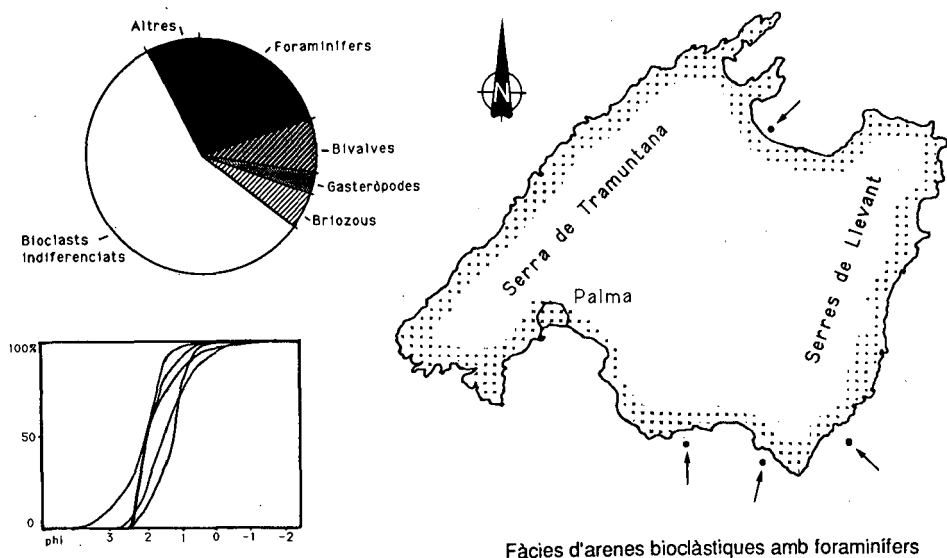 Altres
Foraminifers
Bivalves
Gasteròpodes
Briozous
Bioclasts
indiferenciats
N
Serra de Tramuntana
Serres de Llevant
Palma
100%
50
0
phi 3 2 1 0 -1 -2
Fàcies d'arenes bioclàstiques amb foraminífers